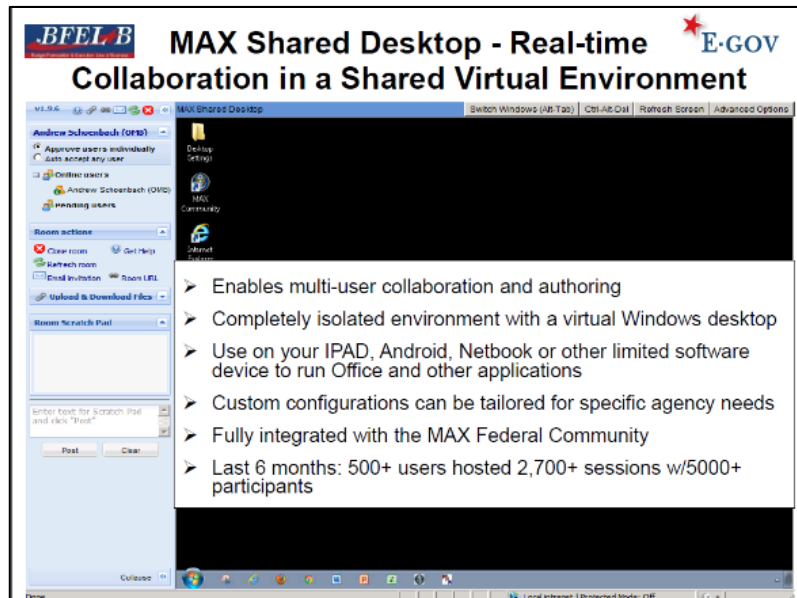 BFELoB
E-GOV
MAX Shared Desktop - Real-time
Collaboration in a Shared Virtual Environment
v1.9.6
MAX Shared Desktop
Switch Windows (Alt-Tab)
Ctrl-Alt-Del
Refresh Screen
Advanced Options
Andrew Schoenbach (OMB)
Approve users individually
Auto accept any user
Online users
Andrew Schoenbach (OMB)
Pending users
Room actions
Close room
Get Help
Refresh room
Email Invitation
Room URL
Upload & Download Files
Room Scratch Pad
Enter text for Scratch Pad
and click "Post"
Post
Clear
Collapse
Desktop
Settings
MAX
Community
Internet
Explorer
➢ Enables multi-user collaboration and authoring
➢ Completely isolated environment with a virtual Windows desktop
➢ Use on your IPAD, Android, Netbook or other limited software
device to run Office and other applications
➢ Custom configurations can be tailored for specific agency needs
➢ Fully integrated with the MAX Federal Community
➢ Last 6 months: 500+ users hosted 2,700+ sessions w/5000+
participants
Done
Local intranet | Protected Mode: Off